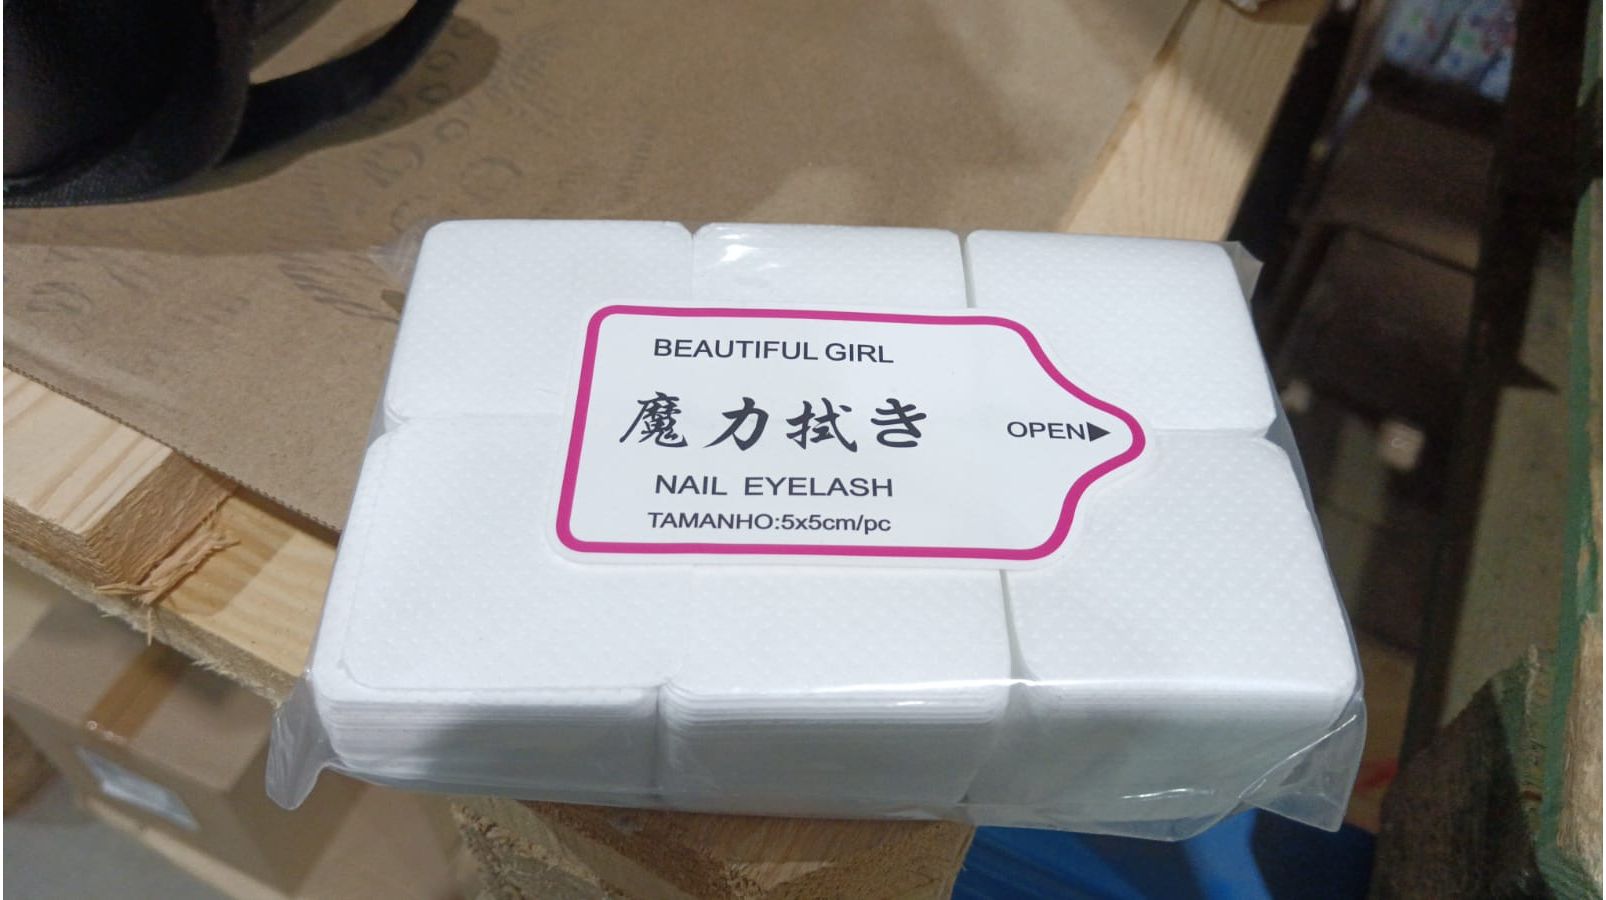 BEAUTIFUL GIRL
魔力拭き
OPEN▶
NAIL EYELASH
TAMANHO:5x5cm/pc